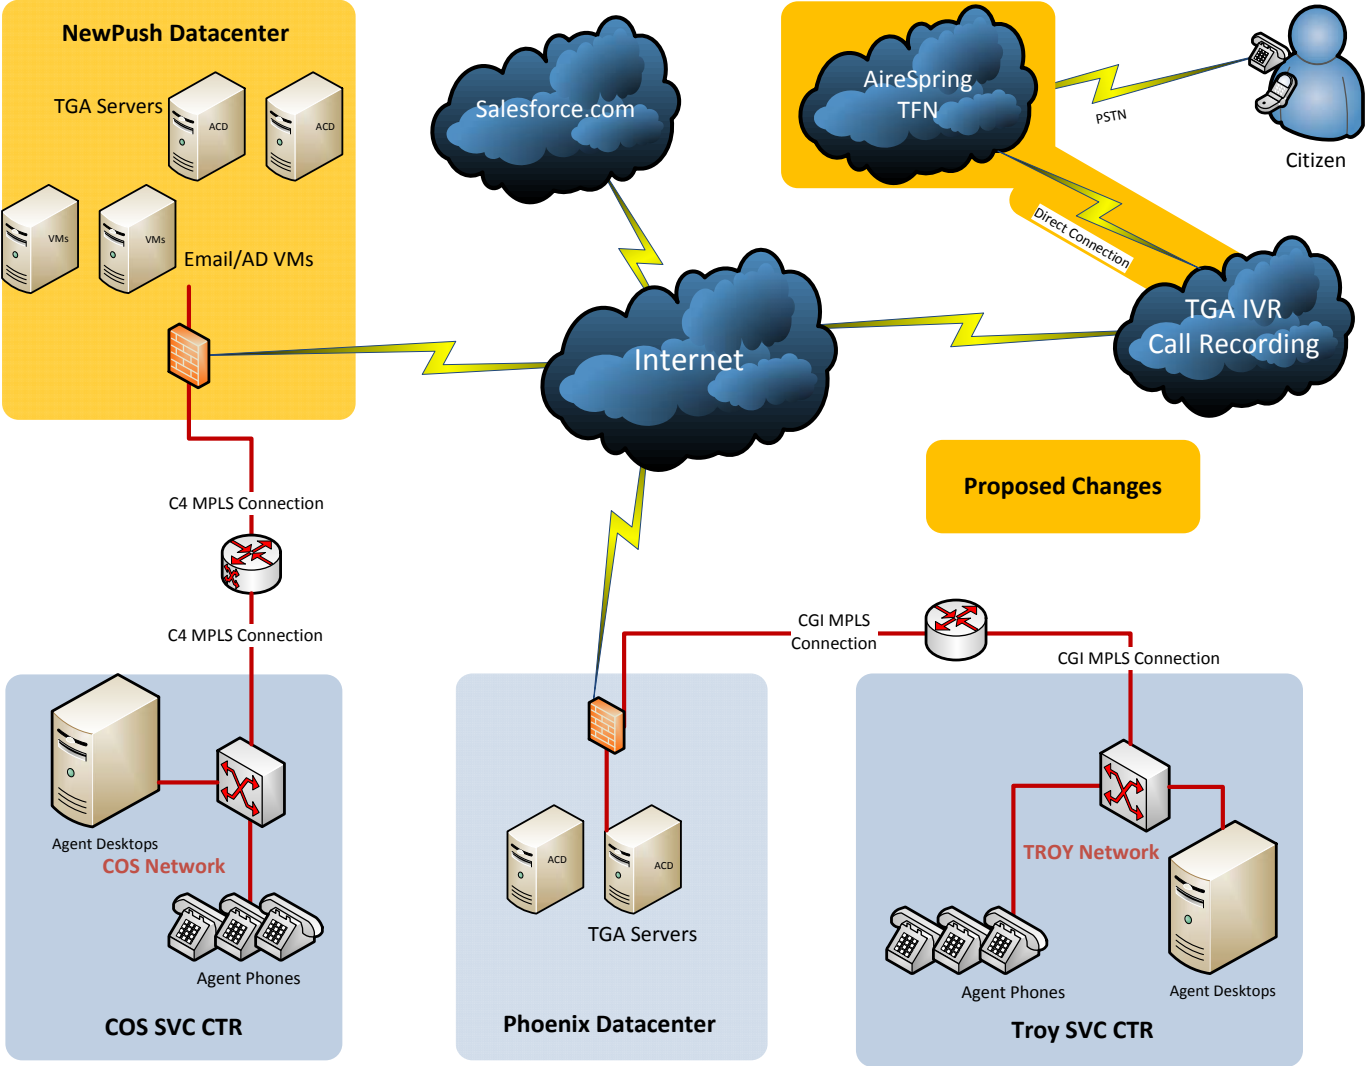 NewPush Datacenter
TGA Servers
ACD
ACD
VMs
VMs
Email/AD VMs
Salesforce.com
AireSpring
TFN
PSTN
Citizen
Direct Connection
TGA IVR
Call Recording
Internet
Proposed Changes
C4 MPLS Connection
C4 MPLS Connection
CGI MPLS
Connection
CGI MPLS Connection
Agent Desktops
COS Network
Agent Phones
COS SVC CTR
ACD
ACD
TGA Servers
Phoenix Datacenter
TROY Network
Agent Phones
Agent Desktops
Troy SVC CTR